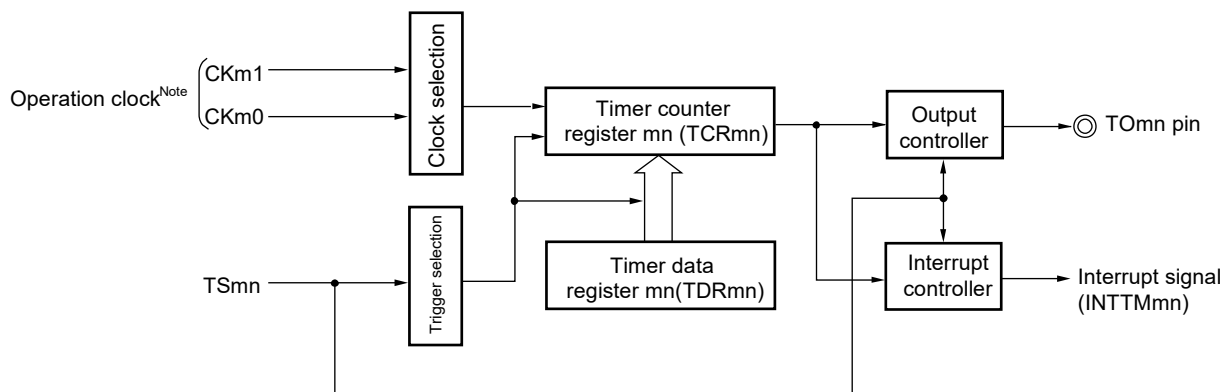 Operation clock^Note
CKm1
CKm0
Clock selection
Timer counter
register mn (TCRmn)
Output
controller
TOmn pin
TSmn
Trigger selection
Timer data
register mn(TDRmn)
Interrupt
controller
Interrupt signal
(INTTMmn)